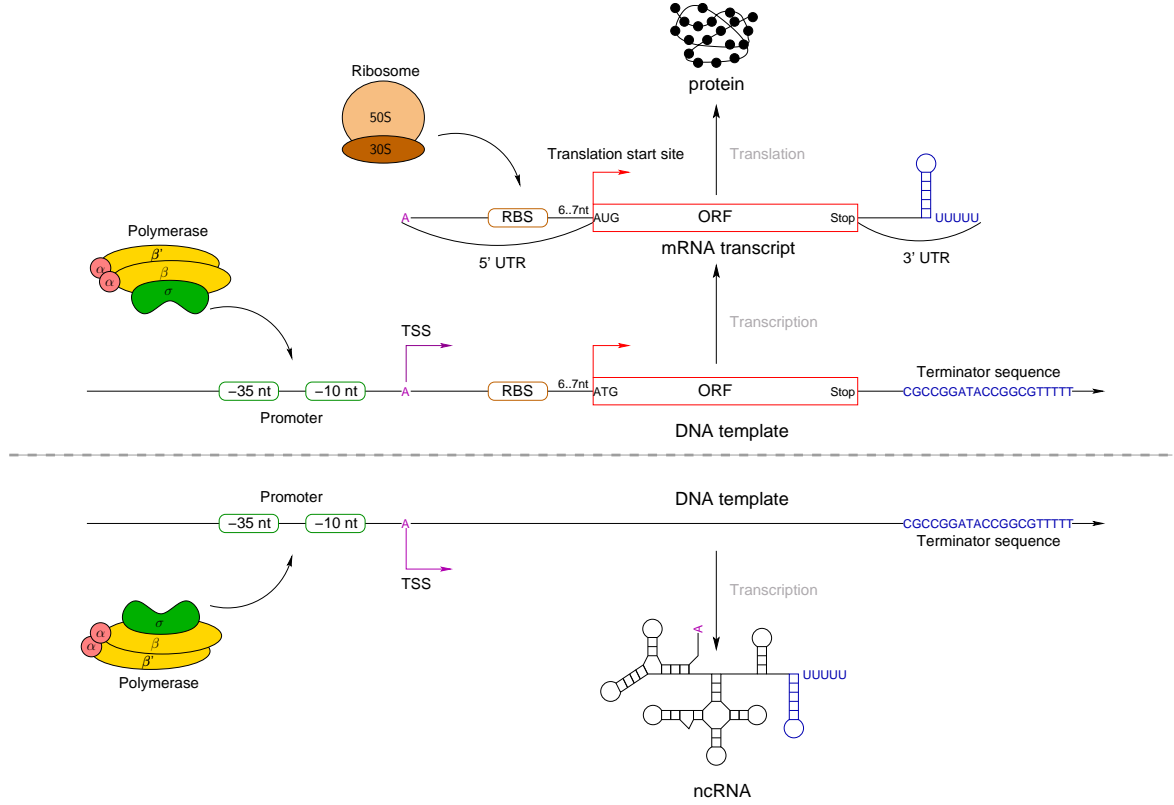 protein
Ribosome
50S
30S
Translation start site
Translation
A
RBS
6..7nt
AUG
ORF
Stop
UUUUU
5' UTR
mRNA transcript
3' UTR
Polymerase
β'
α
β
α
σ
Transcription
TSS
–35 nt
–10 nt
A
RBS
6..7nt
ATG
ORF
Stop
Terminator sequence
CGCCGGATACCGGCGTTTTT
Promoter
DNA template
Promoter
DNA template
–35 nt
–10 nt
A
CGCCGGATACCGGCGTTTTT
Terminator sequence
TSS
Transcription
σ
α
β
α
β'
Polymerase
A
UUUUU
ncRNA